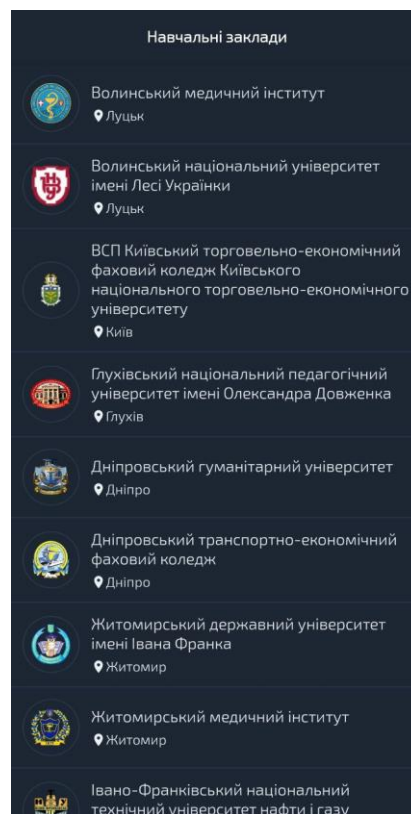 Навчальні заклади
Волинський медичний інститут
Луцьк
Волинський національний університет
імені Лесі Українки
Луцьк
ВСП Київський торговельно-економічний
фаховий коледж Київського
національного торговельно-економічного
університету
Київ
Глухівський національний педагогічний
університет імені Олександра Довженка
Глухів
Дніпровський гуманітарний університет
Дніпро
Дніпровський транспортно-економічний
фаховий коледж
Дніпро
Житомирський державний університет
імені Івана Франка
Житомир
Житомирський медичний інститут
Житомир
Івано-Франківський національний
технічний університет нафти і газу